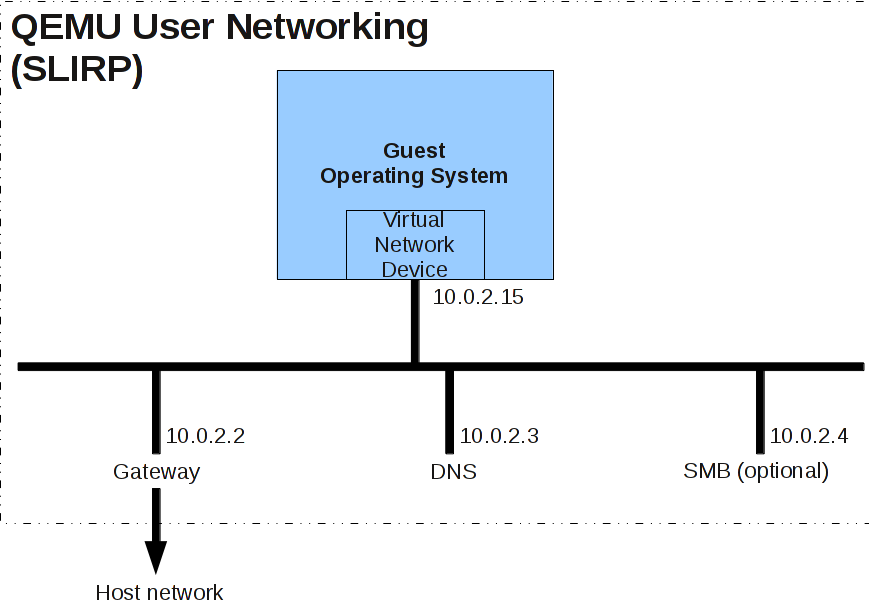 QEMU User Networking
(SLIRP)
Guest
Operating System
Virtual
Network
Device
10.0.2.15
10.0.2.2
10.0.2.3
10.0.2.4
Gateway
DNS
SMB (optional)
Host network